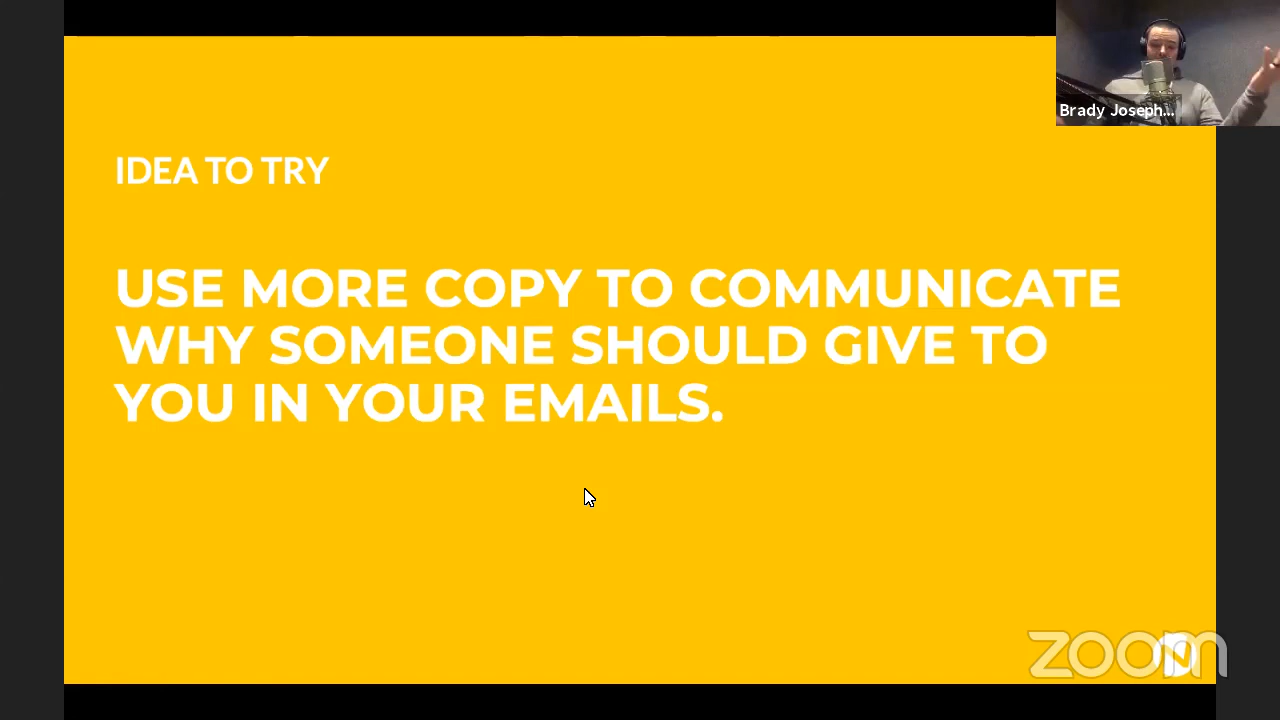 Brady Joseph...
IDEA TO TRY
USE MORE COPY TO COMMUNICATE
WHY SOMEONE SHOULD GIVE TO
YOU IN YOUR EMAILS.
zoom
N